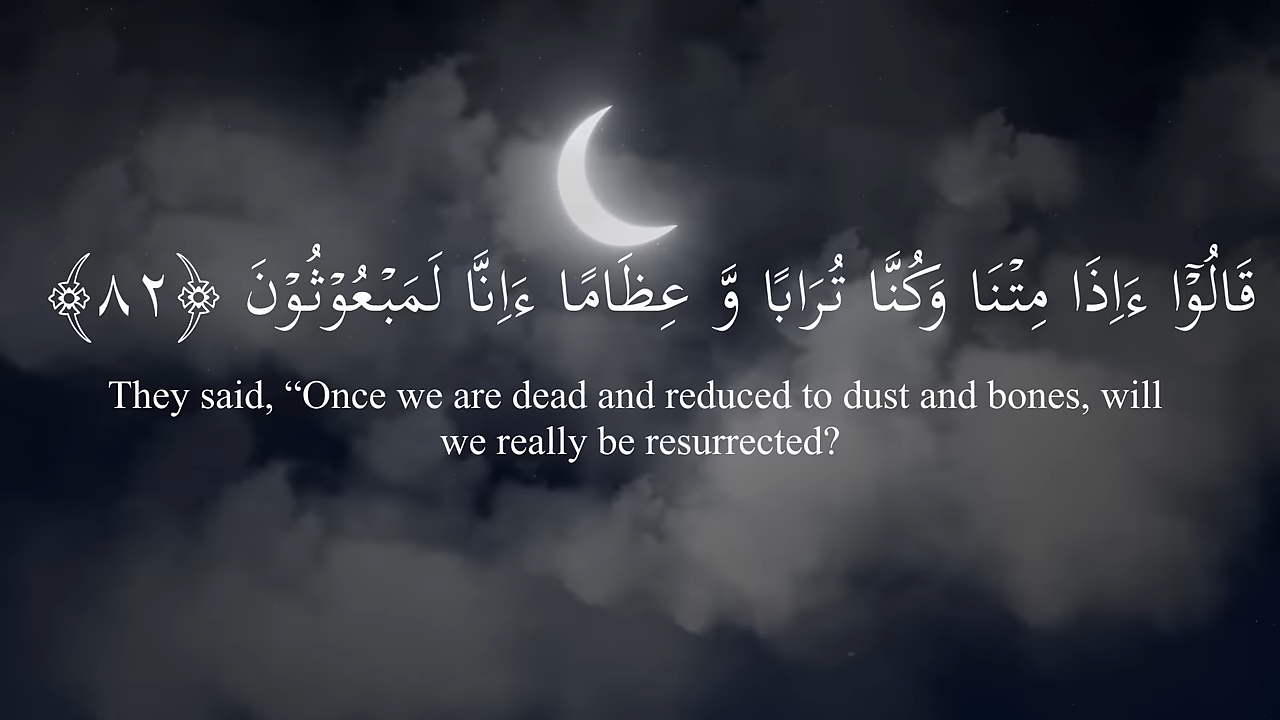 قَالُوْٓا ءَاِذَا مِتْنَا وَكُنَّا تُرَابًا وَّ عِظَامًا ءَاِنَّا لَمَبْعُوْثُوْنَ ﴿٨٢﴾
They said, “Once we are dead and reduced to dust and bones, will
we really be resurrected?